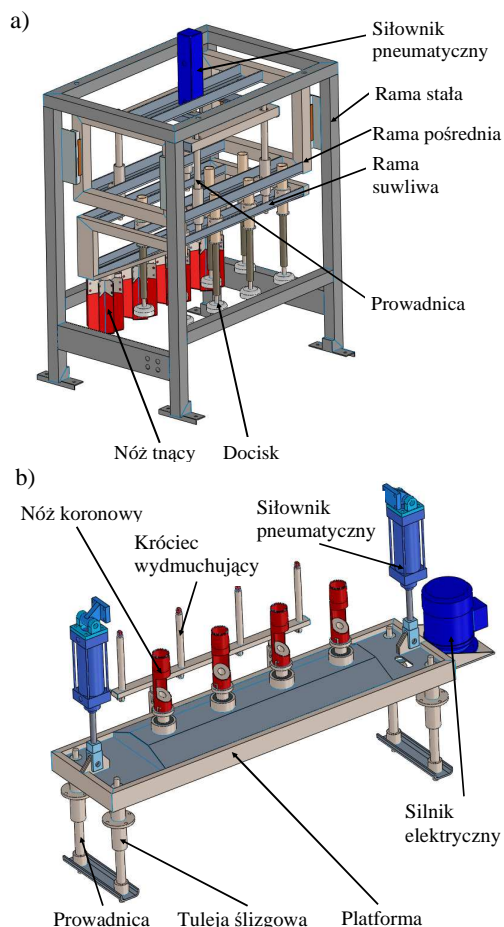 a)
Siłownik
pneumatyczny
Rama stała
Rama pośrednia
Rama
suwliwa
Prowadnica
Nóż tnący
Docisk
b)
Nóż koronowy
Króciec
wydmuchujący
Siłownik
pneumatyczny
Silnik
elektryczny
Prowadnica
Tuleja ślizgowa
Platforma